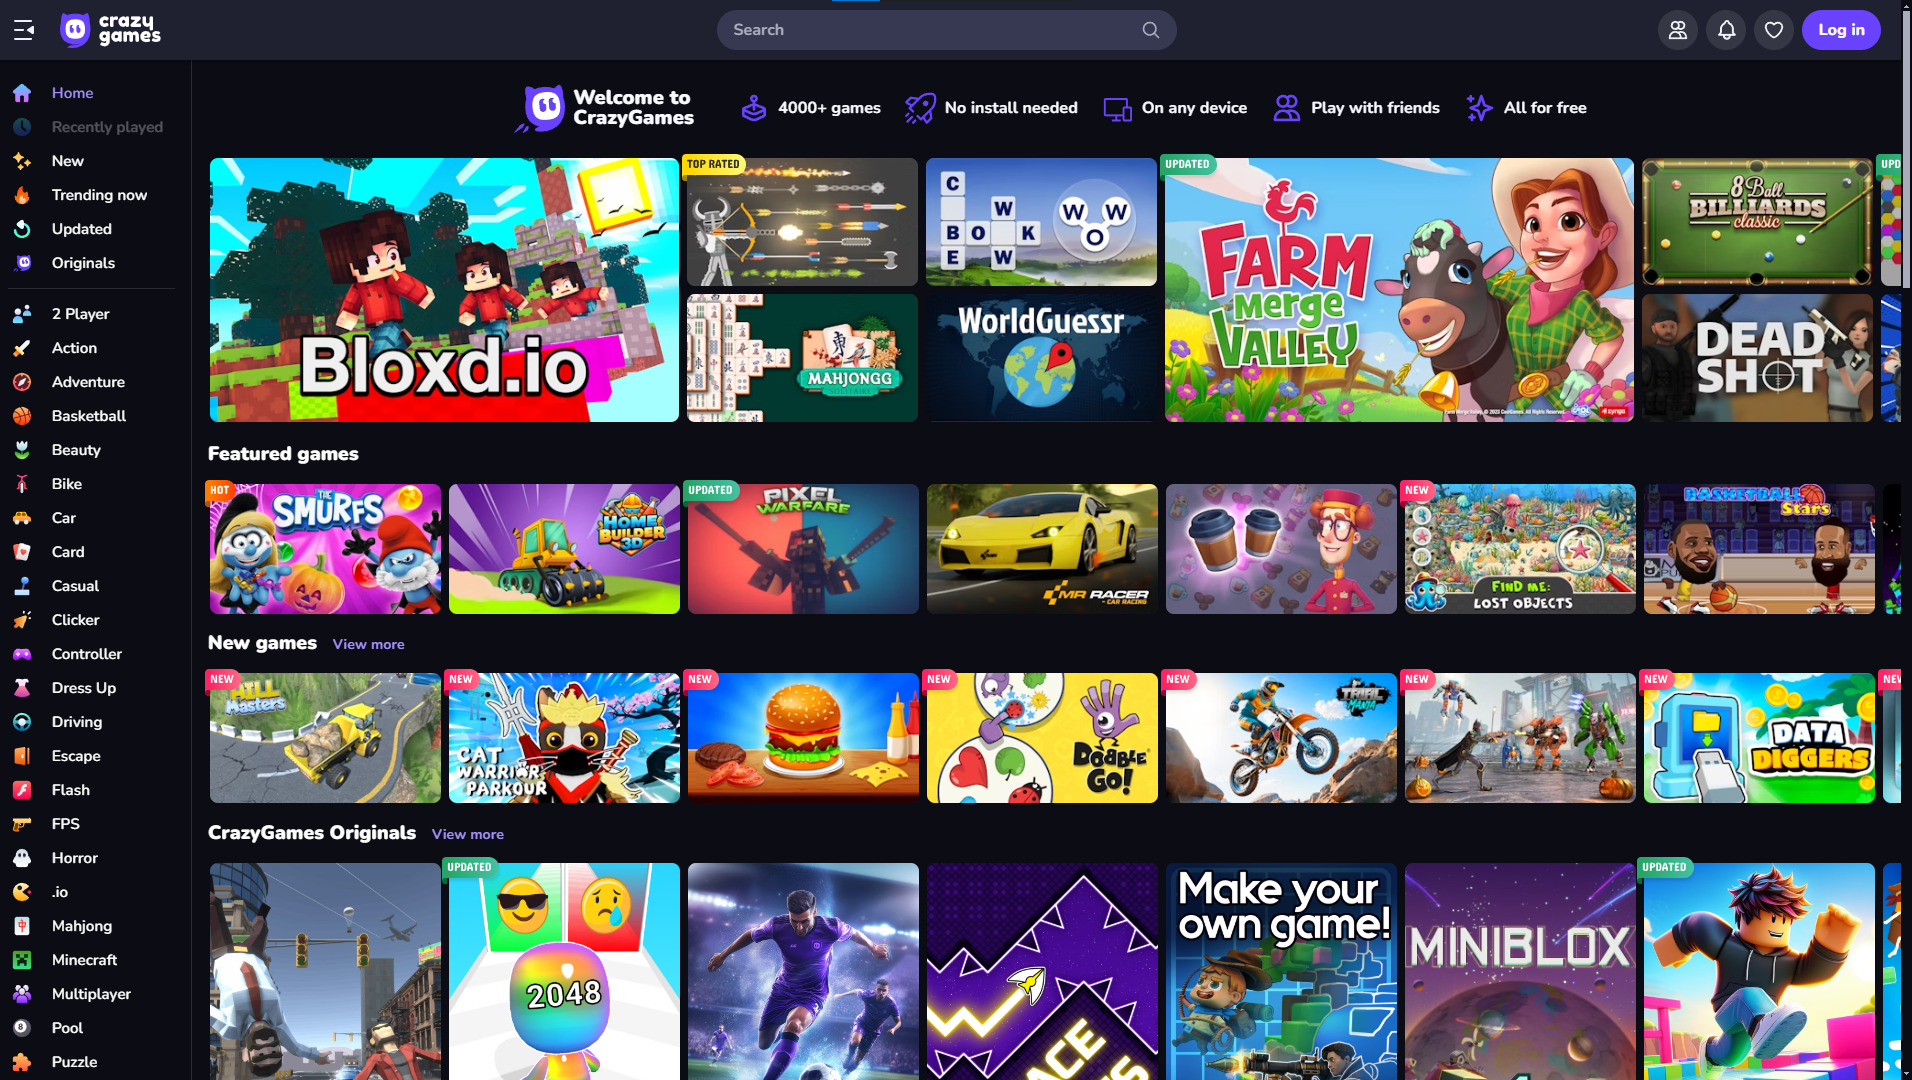 crazy
games
Search
Log in
Home
Recently played
New
Trending now
Updated
Originals
2 Player
Action
Adventure
Basketball
Beauty
Bike
Car
Card
Casual
Clicker
Controller
Dress Up
Driving
Escape
Flash
FPS
Horror
.io
Mahjong
Minecraft
Multiplayer
Pool
Puzzle
Welcome to
CrazyGames
4000+ games
No install needed
On any device
Play with friends
All for free
Bloxd.io
TOP RATED
C
W
B O W K
E W
W W
O
MAHJONGG
SOLITAIRE
WorldGuessr
UPDATED
FARM
Merge
VALLEY
zynga
8 Ball
BILLIARDS
classic
DEAD
SHOT
UPD
Featured games
HOT
THE
SMURFS
HOME
BUILDER
3D
UPDATED
PIXEL
WARFARE
MR RACER
- CAR RACING
NEW
FIND ME:
LOST OBJECTS
BASKETBALL
Stars
New games
View more
NEW
HILL
Masters
NEW
CAT
WARRIOR
PARKOUR
NEW
NEW
DOBBLE
GO!
NEW
TRIAL
MANIA
NEW
NEW
DATA
DIGGERS
NEW
CrazyGames Originals
View more
UPDATED
2048
Make your
own game!
MINIBLOX
UPDATED